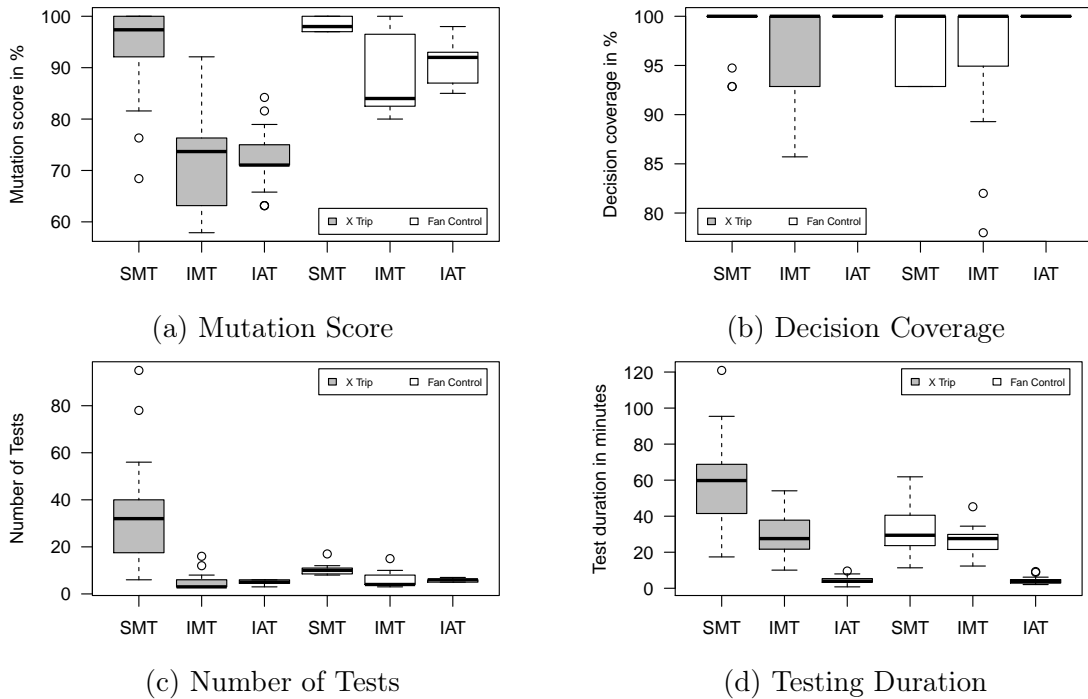 Mutation score in %
100
90
80
70
60
X Trip
Fan Control
SMT IMT IAT SMT IMT IAT
(a) Mutation Score
Decision coverage in %
100
95
90
85
80
X Trip
Fan Control
SMT IMT IAT SMT IMT IAT
(b) Decision Coverage
Number of Tests
80
60
40
20
0
X Trip
Fan Control
SMT IMT IAT SMT IMT IAT
(c) Number of Tests
Test duration in minutes
120
100
80
60
40
20
0
X Trip
Fan Control
SMT IMT IAT SMT IMT IAT
(d) Testing Duration